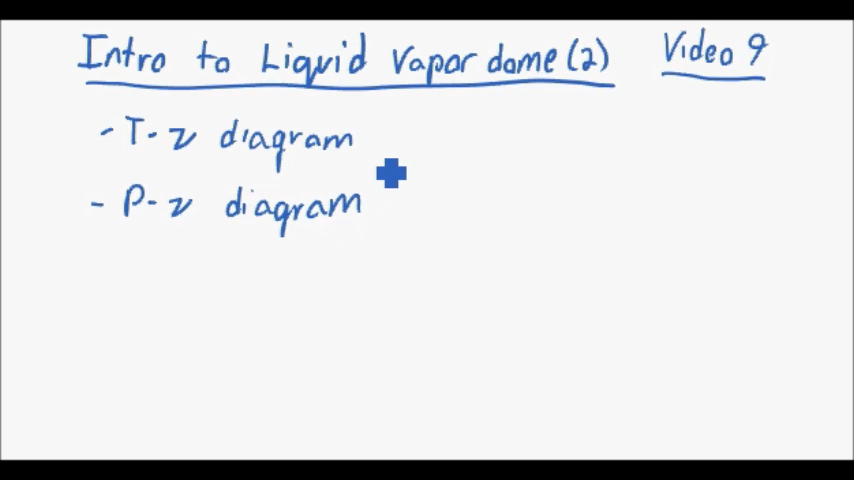 Intro to Liquid Vapor dome (2) Video 9
- T-v diagram
- P-v diagram